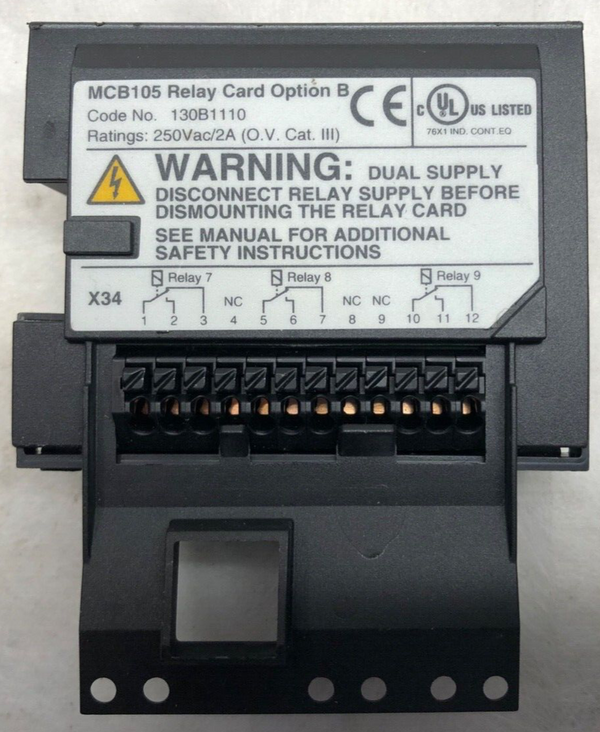 MCB105 Relay Card Option B
Code No. 130B1110
Ratings: 250Vac/2A (O.V. Cat. III)
CE
C UL US LISTED
76X1 IND. CONT.EQ
WARNING: DUAL SUPPLY
DISCONNECT RELAY SUPPLY BEFORE
DISMOUNTING THE RELAY CARD
SEE MANUAL FOR ADDITIONAL
SAFETY INSTRUCTIONS
Relay 7 Relay 8 Relay 9
X34 NC NC NC
1 2 3 4 5 6 7 8 9 10 11 12